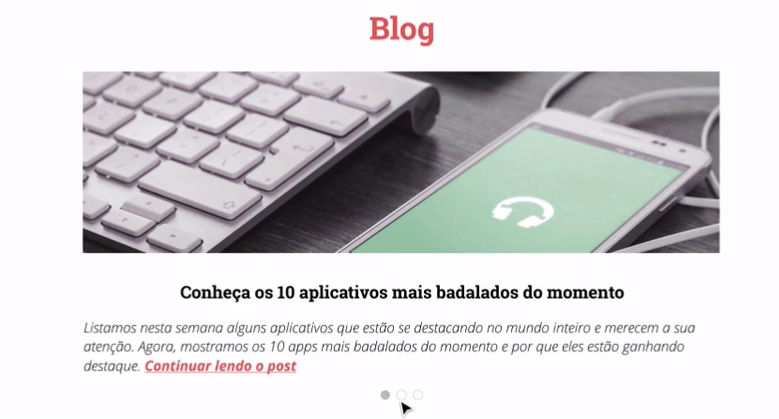 Blog
Conheça os 10 aplicativos mais badalados do momento
Listamos nesta semana alguns aplicativos que estão se destacando no mundo inteiro e merecem a sua
atenção. Agora, mostramos os 10 apps mais badalados do momento e por que eles estão ganhando
destaque. Continuar lendo o post